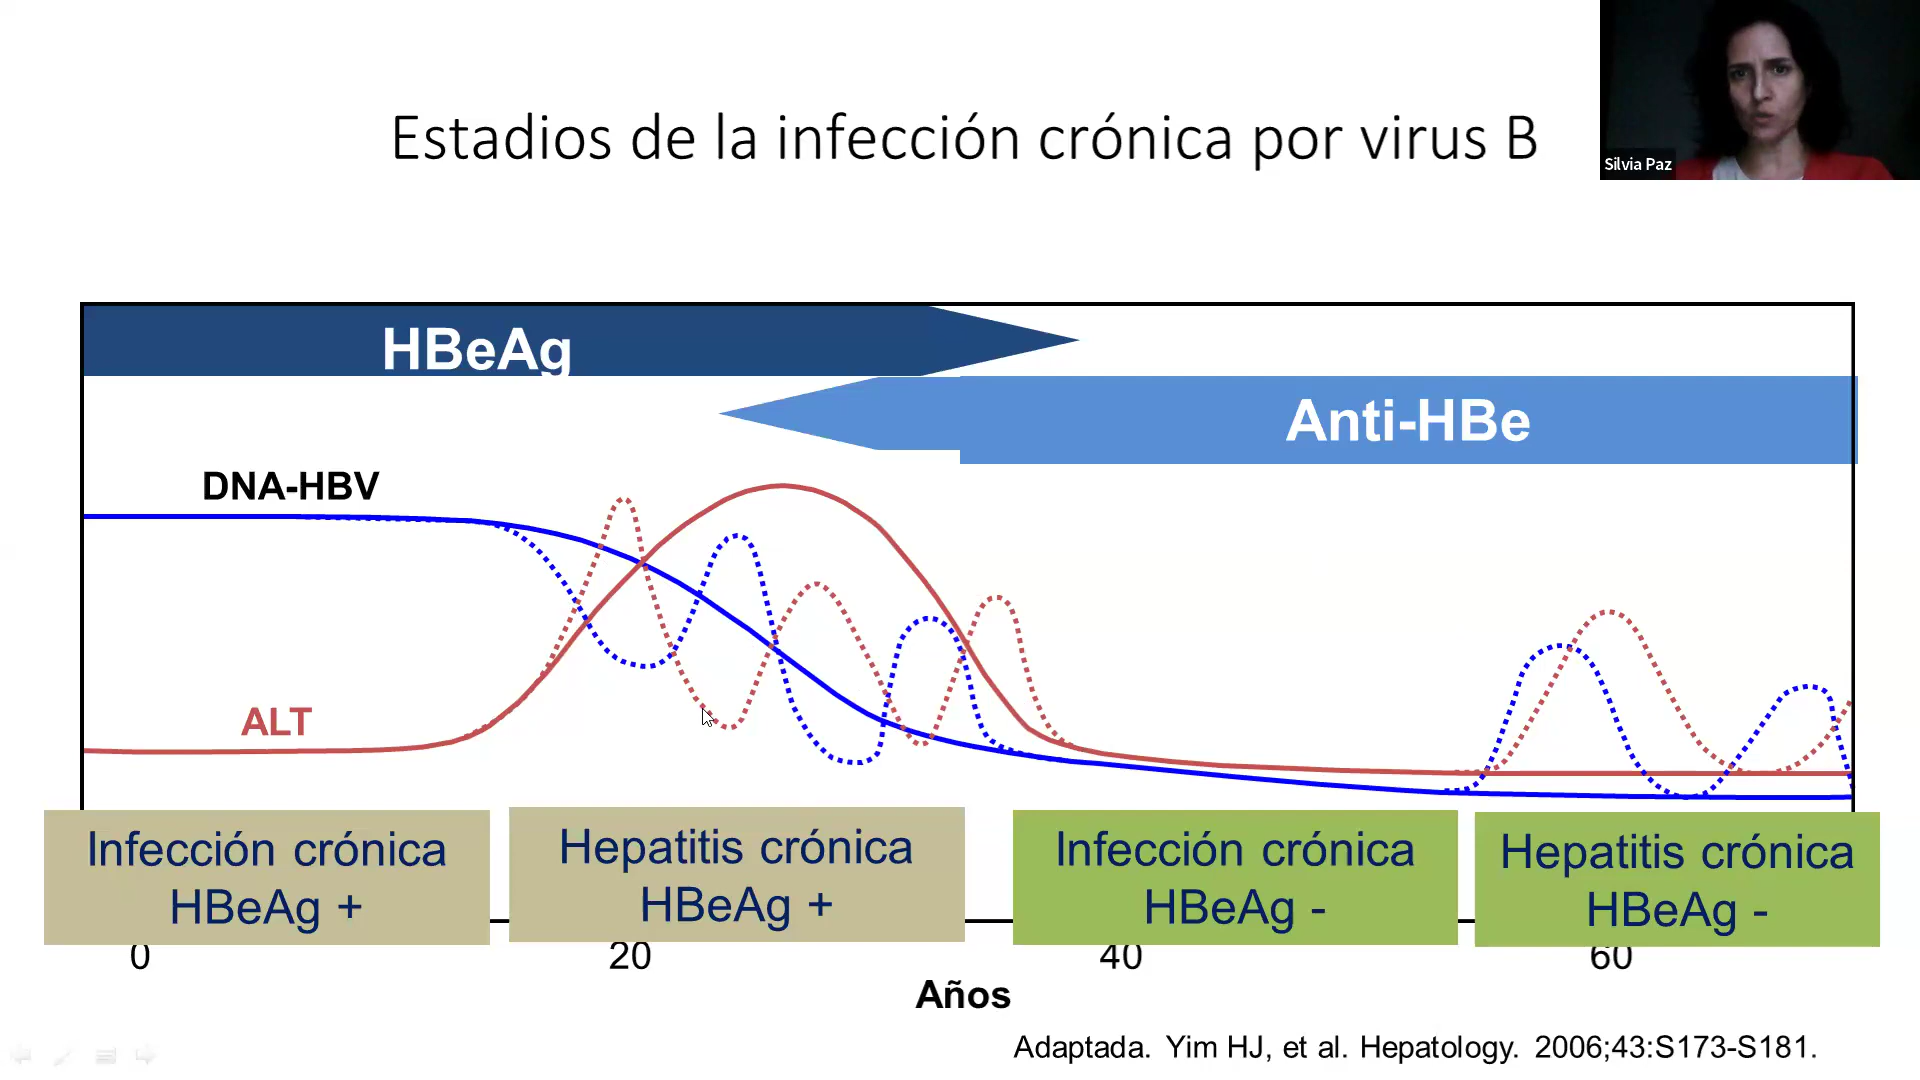 Estadios de la infección crónica por virus B
Silvia Paz
HBeAg
Anti-HBe
DNA-HBV
ALT
Infección crónica
HBeAg +
Hepatitis crónica
HBeAg +
Infección crónica
HBeAg -
Hepatitis crónica
HBeAg -
0 20 40 60
Años
Adaptada. Yim HJ, et al. Hepatology. 2006;43:S173-S181.